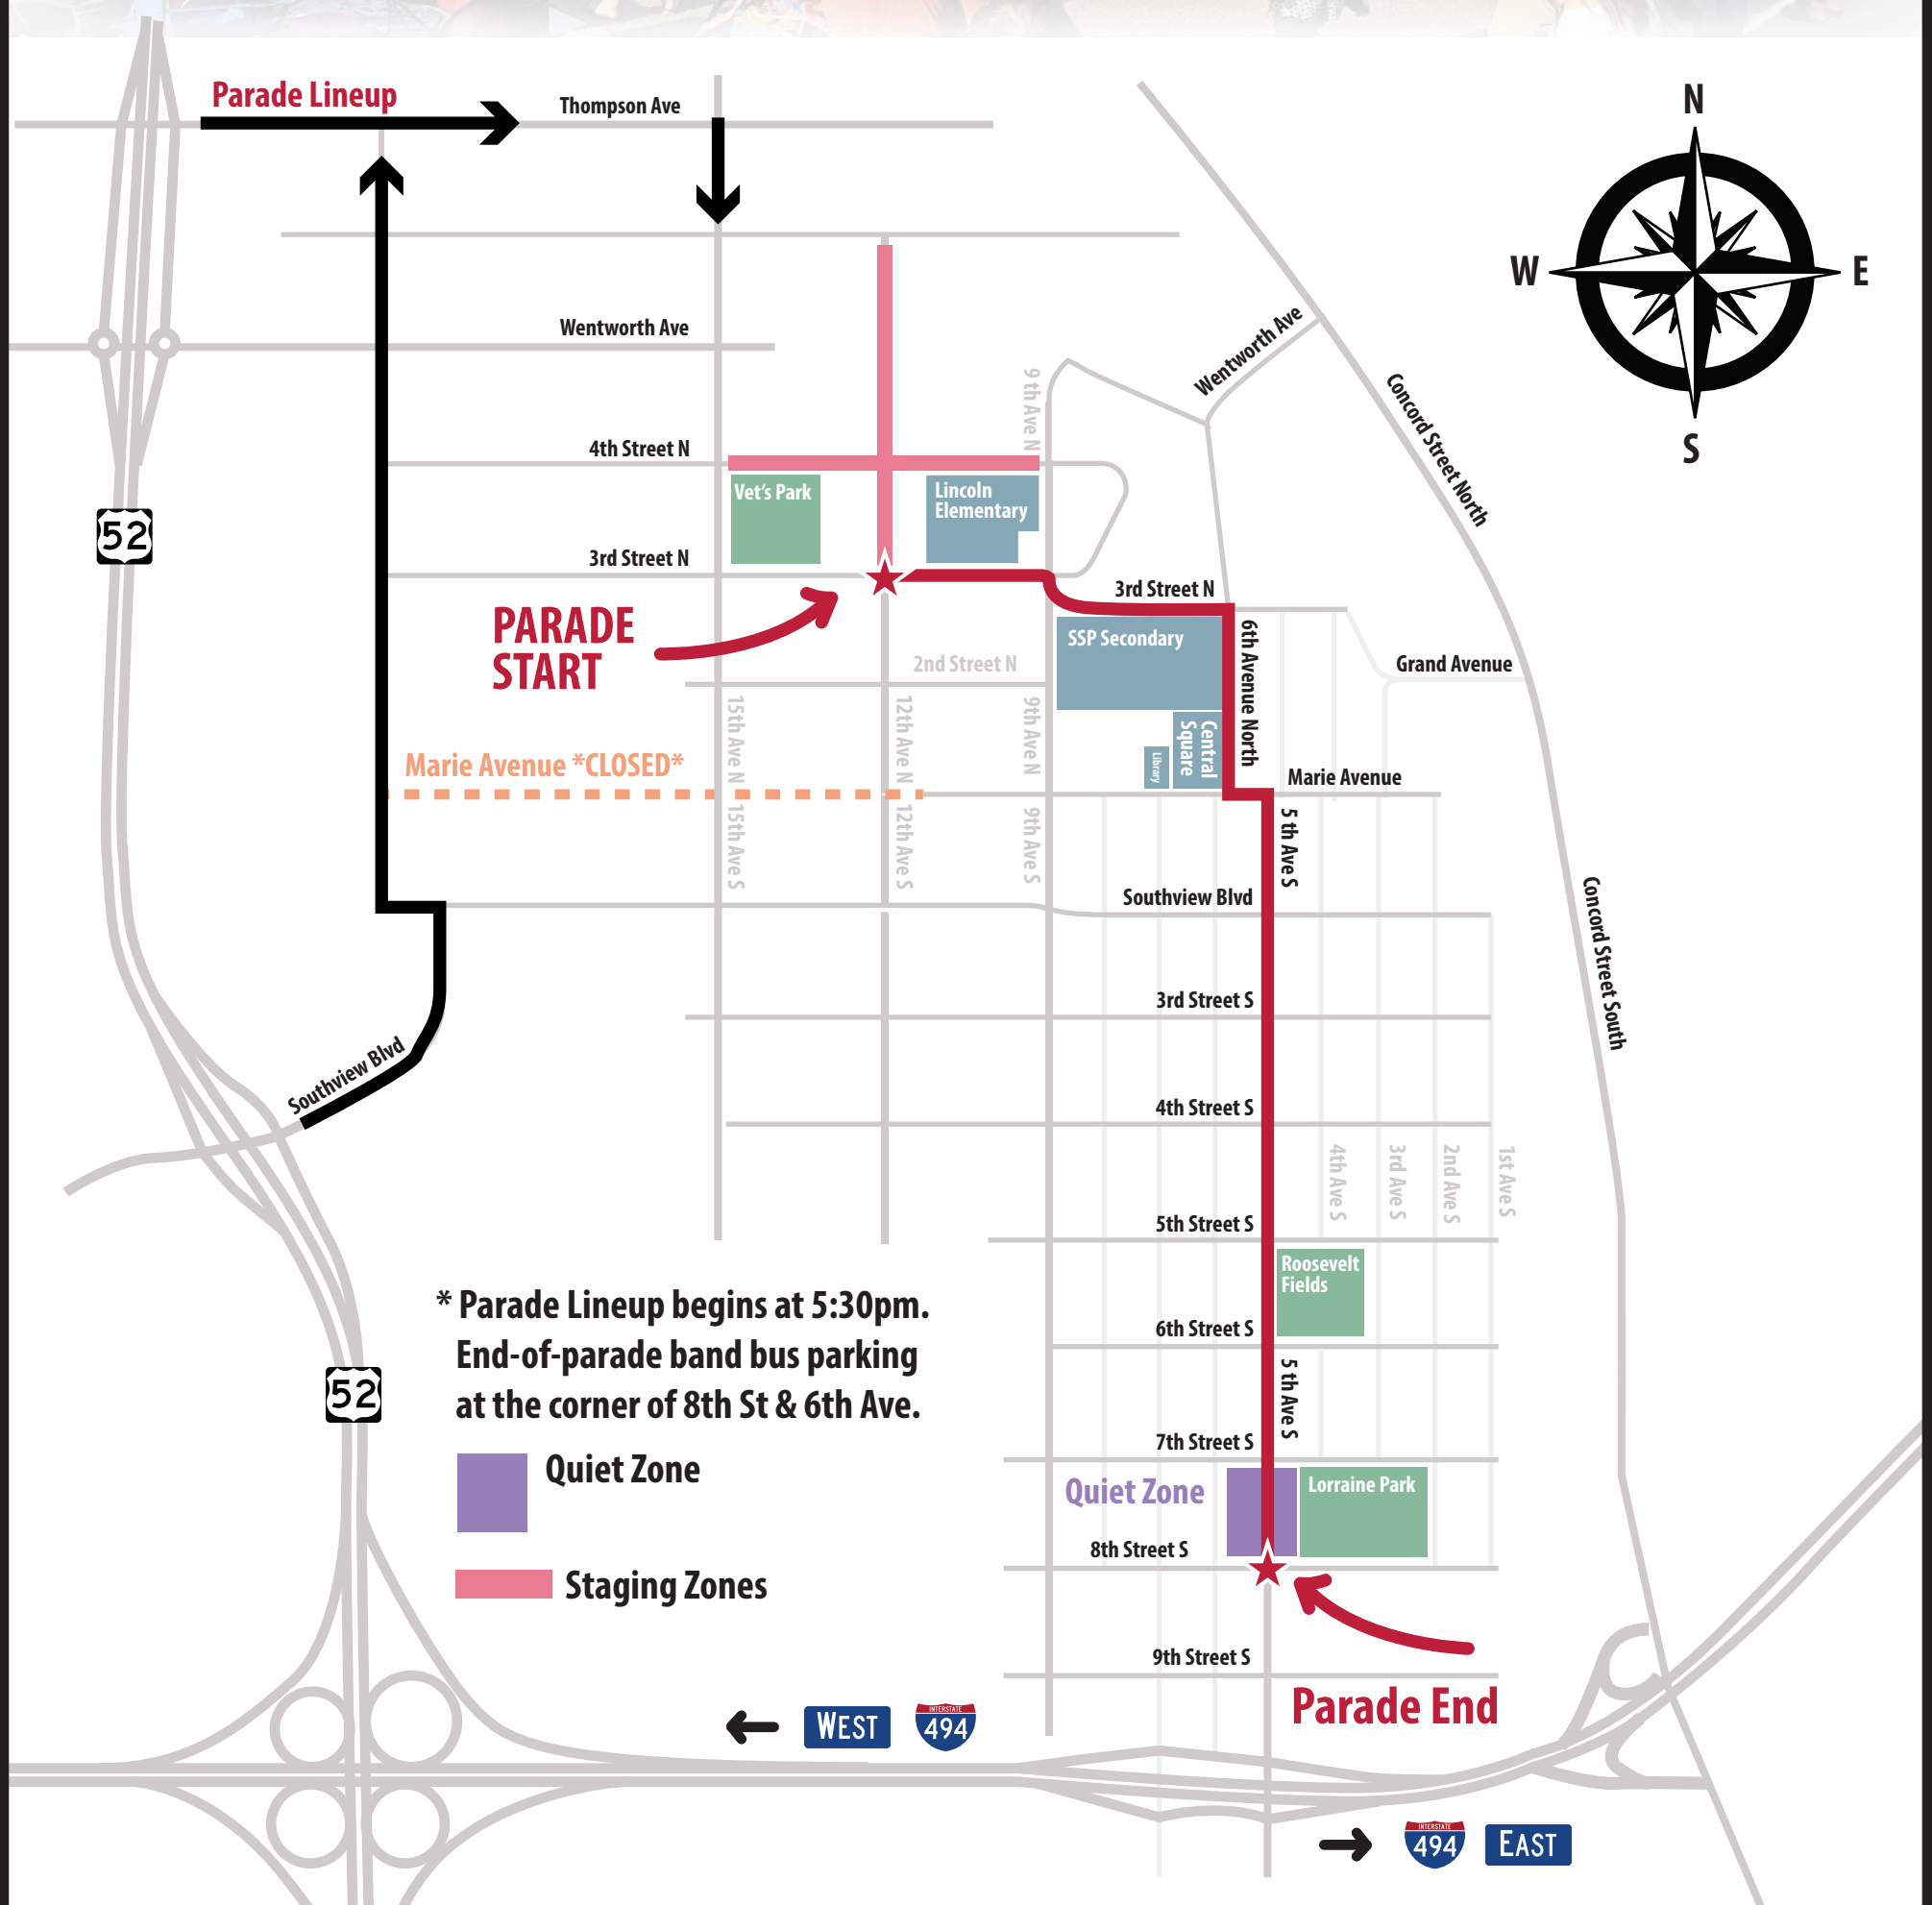 Parade Lineup
Thompson Ave
N
W
E
S
Wentworth Ave
Wentworth Ave
9 th Ave N
Concord Street North
4th Street N
Vet's Park
Lincoln
Elementary
52
3rd Street N
3rd Street N
PARADE
START
SSP Secondary
6th Avenue North
2nd Street N
Grand Avenue
15th Ave N
12th Ave N
9th Ave N
Central
Square
Library
Marie Avenue *CLOSED*
Marie Avenue
15th Ave S
12th Ave S
9th Ave S
5 th Ave S
Southview Blvd
Concord Street South
3rd Street S
Southview Blvd
4th Street S
4th Ave S
3rd Ave S
2nd Ave S
1st Ave S
5th Street S
Roosevelt
Fields
* Parade Lineup begins at 5:30pm.
End-of-parade band bus parking
at the corner of 8th St & 6th Ave.
6th Street S
52
5 th Ave S
7th Street S
Quiet Zone
Quiet Zone
Lorraine Park
8th Street S
Staging Zones
9th Street S
Parade End
WEST
INTERSTATE
494
INTERSTATE
494
EAST